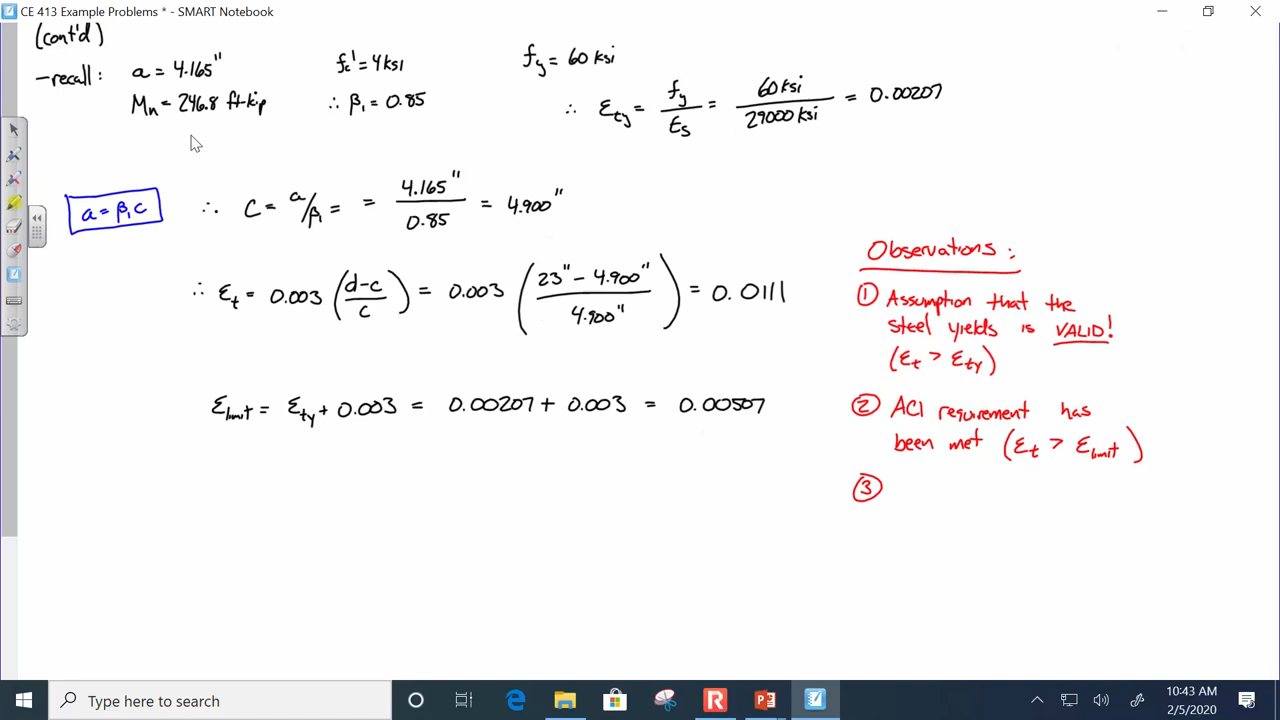 CE 413 Example Problems * - SMART Notebook
(cont'd)
-recall: a = 4.165" fc' = 4 ksi fy = 60 ksi
Mn = 246.8 ft-kip ∴ β₁ = 0.85 ∴ εty = fy/Es = 60 ksi/29000 ksi = 0.00207
a = β₁c ∴ C = a/β₁ = = 4.165"/0.85 = 4.900"
∴ εt = 0.003 (d-c/c) = 0.003 (23" - 4.900"/4.900") = 0.0111
εlimit = εty + 0.003 = 0.00207 + 0.003 = 0.00507
Observations:
① Assumption that the
steel yields is VALID!
(εt > εty)
② ACI requirement has
been met (εt > εlimit)
③
Type here to search
10:43 AM
2/5/2020